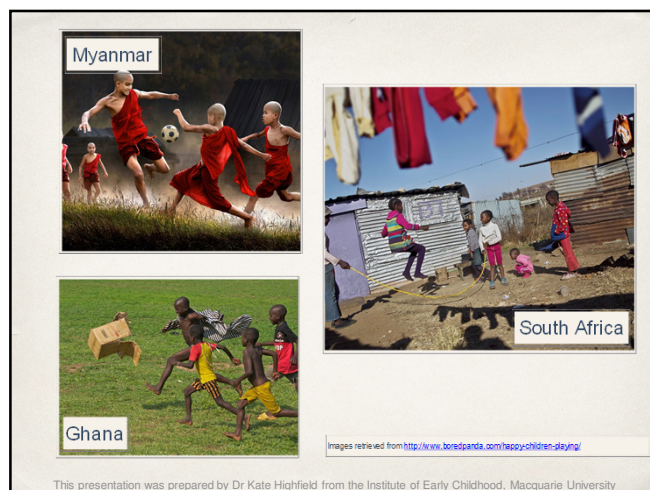 Myanmar
South Africa
Ghana
Images retrieved from http://www.boredpanda.com/happy-children-playing/
This presentation was prepared by Dr Kate Highfield from the Institute of Early Childhood, Macquarie University